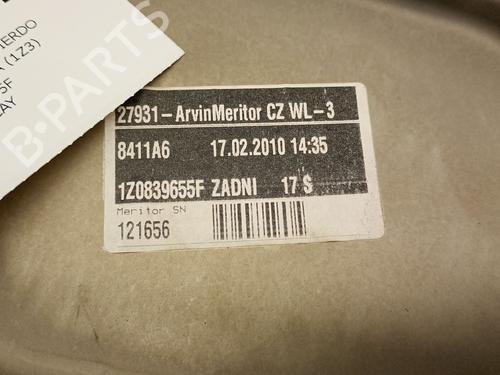 IERDO
(1Z3)
5F
LAY
B-PARTS
27931-ArvinMeritor CZ WL-3
8411A6 17.02.2010 14:35
1Z0839655F ZADNI 17 $
Meritor SN
121656